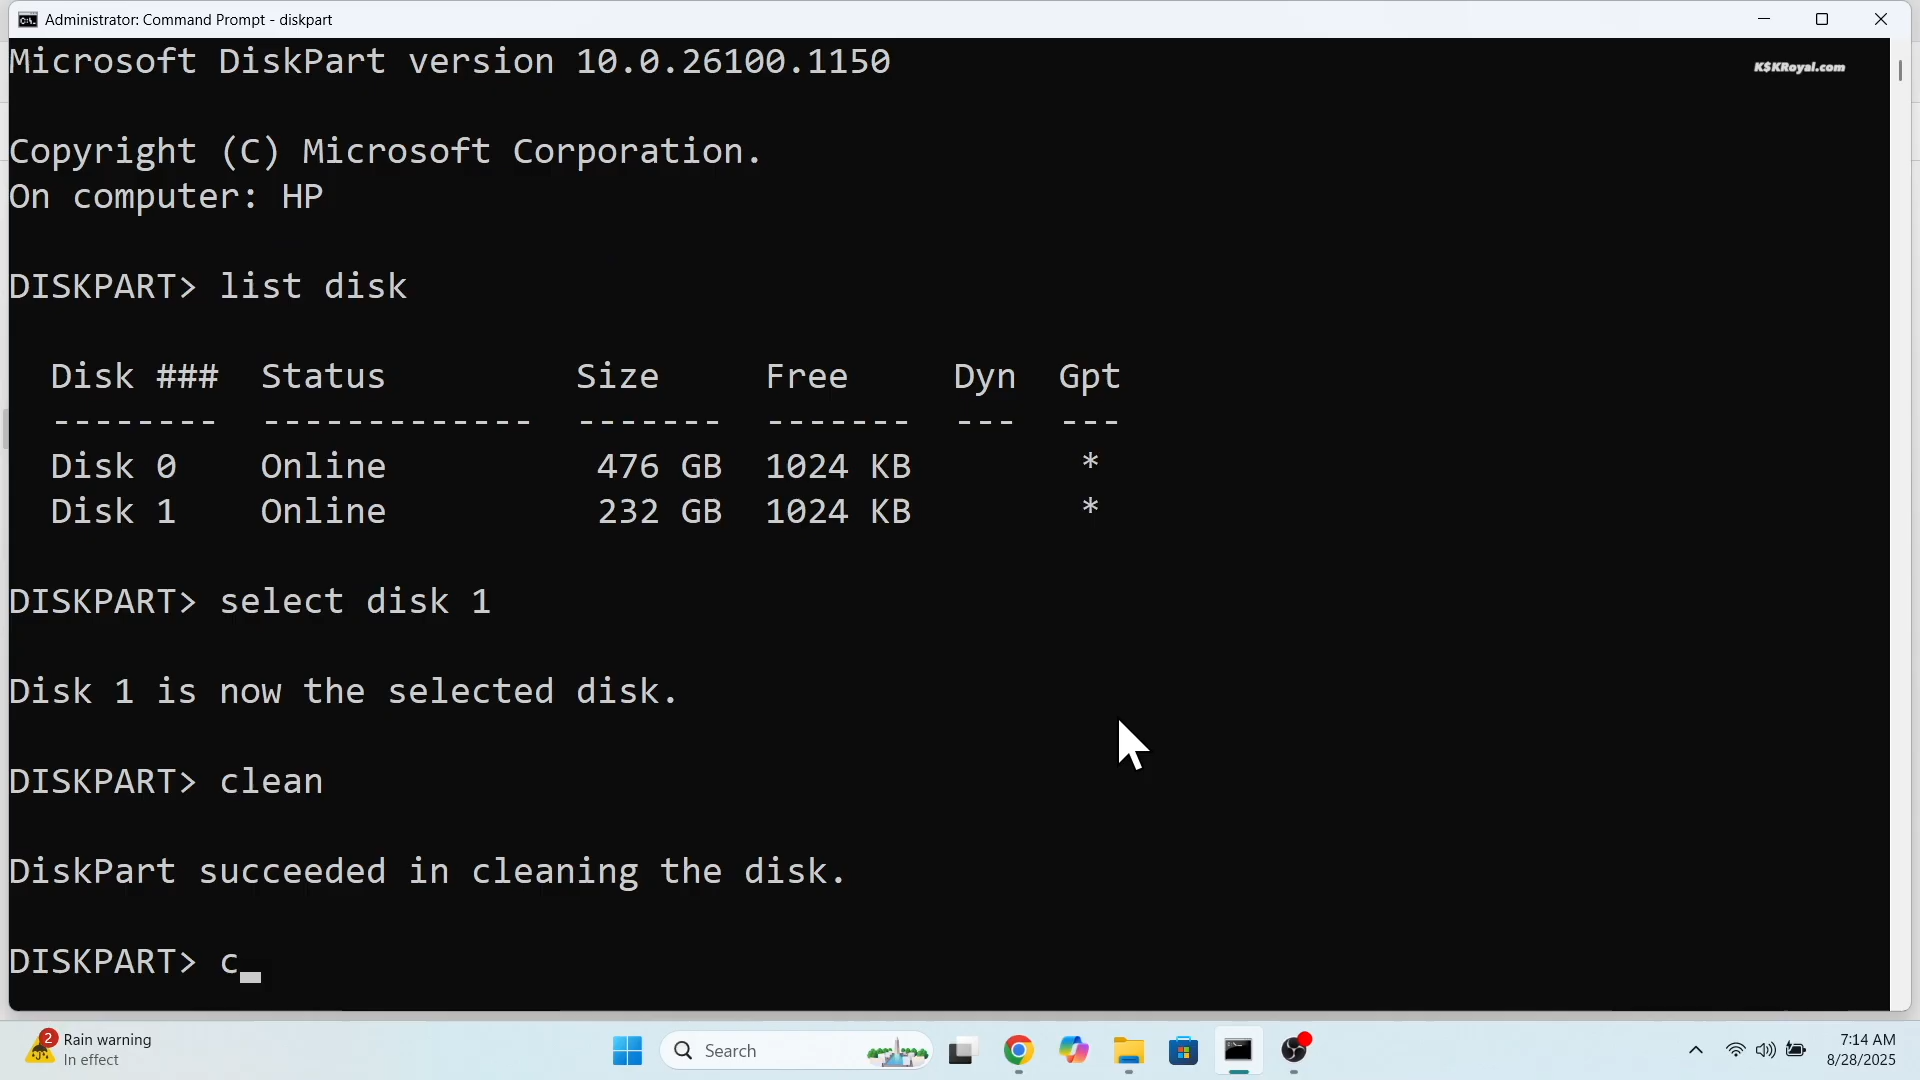 Administrator: Command Prompt - diskpart
Microsoft DiskPart version 10.0.26100.1150
K$KRoyal.com
Copyright (C) Microsoft Corporation.
On computer: HP
DISKPART> list disk
Disk ### Status Size Free Dyn Gpt
-------- ------------- ------- ------- --- ---
Disk 0 Online 476 GB 1024 KB *
Disk 1 Online 232 GB 1024 KB *
DISKPART> select disk 1
Disk 1 is now the selected disk.
DISKPART> clean
DiskPart succeeded in cleaning the disk.
DISKPART> c_
2
Rain warning
In effect
Search
7:14 AM
8/28/2025